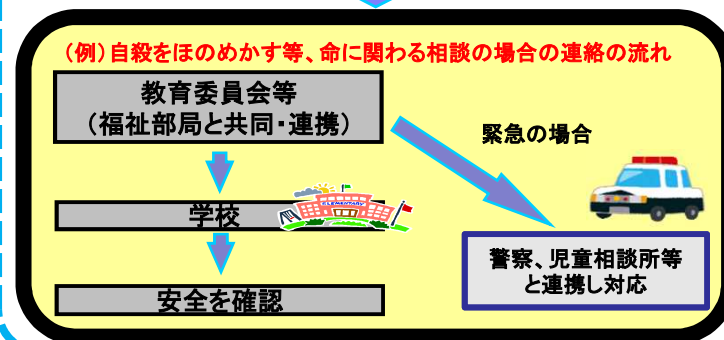 （例）自殺をほのめかす等、命に関わる相談の場合の連絡の流れ
教育委員会等
（福祉部局と共同・連携）
緊急の場合
学校
ELEMENTARY
警察、児童相談所等
と連携し対応
安全を確認